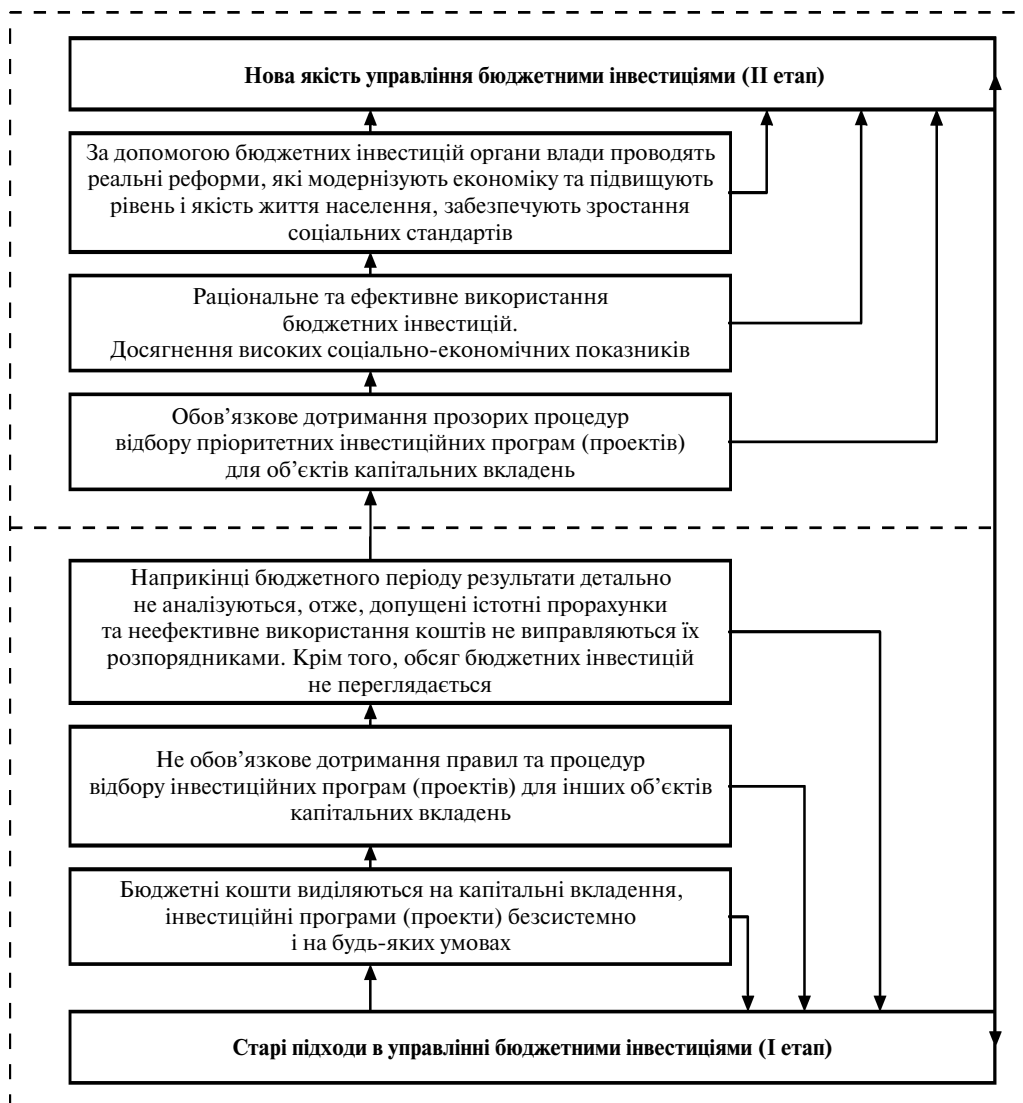 Нова якість управління бюджетними інвестиціями (ІІ етап)
За допомогою бюджетних інвестицій органи влади проводять
реальні реформи, які модернізують економіку та підвищують
рівень і якість життя населення, забезпечують зростання
соціальних стандартів
Раціональне та ефективне використання
бюджетних інвестицій.
Досягнення високих соціально-економічних показників
Обов’язкове дотримання прозорих процедур
відбору пріоритетних інвестиційних програм (проектів)
для об’єктів капітальних вкладень
Наприкінці бюджетного періоду результати детально
не аналізуються, отже, допущені істотні прорахунки
та неефективне використання коштів не виправляються їх
розпорядниками. Крім того, обсяг бюджетних інвестицій
не переглядається
Не обов’язкове дотримання правил та процедур
відбору інвестиційних програм (проектів) для інших об’єктів
капітальних вкладень
Бюджетні кошти виділяються на капітальні вкладення,
інвестиційні програми (проекти) безсистемно
і на будь-яких умовах
Старі підходи в управлінні бюджетними інвестиціями (І етап)